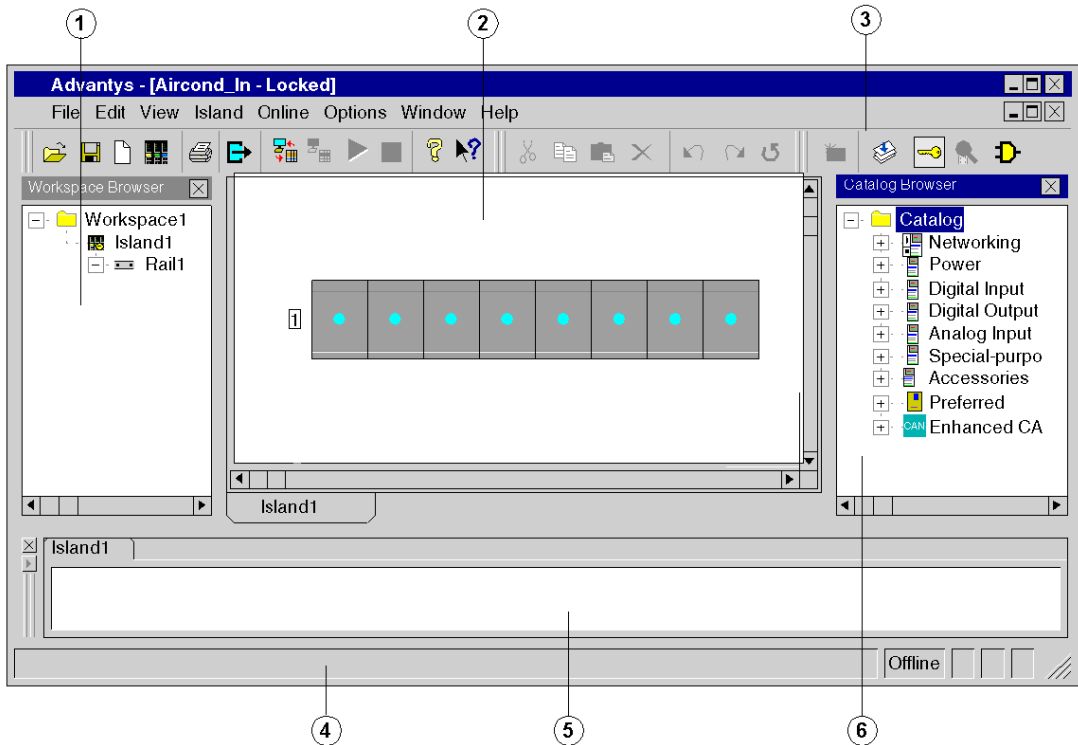 1
2
3
Advantys - [Aircond_In - Locked]
File Edit View Island Online Options Window Help
Workspace Browser
Workspace1
Island1
Rail1
1
Island1
Catalog Browser
Catalog
Networking
Power
Digital Input
Digital Output
Analog Input
Special-purpo
Accessories
Preferred
CAN Enhanced CA
Island1
Offline
4
5
6